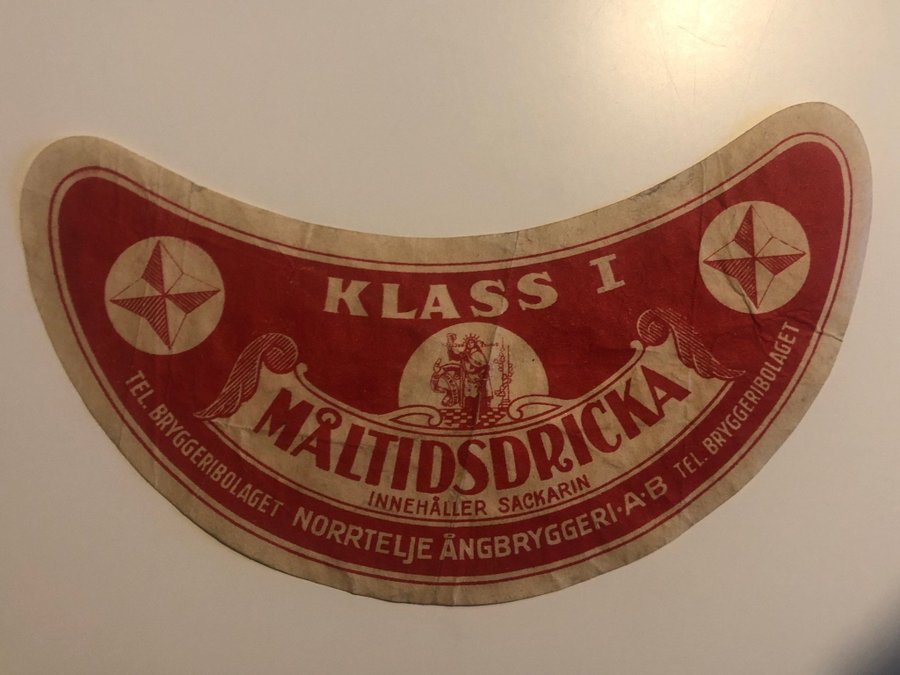 KLASS I
MÅLTIDSDRICKA
INNEHÅLLER SACKARIN
TEL. BRYGGERIBOLAGET NORRTELJE ÅNGBRYGGERI·A·B TEL. BRYGGERIBOLAGET